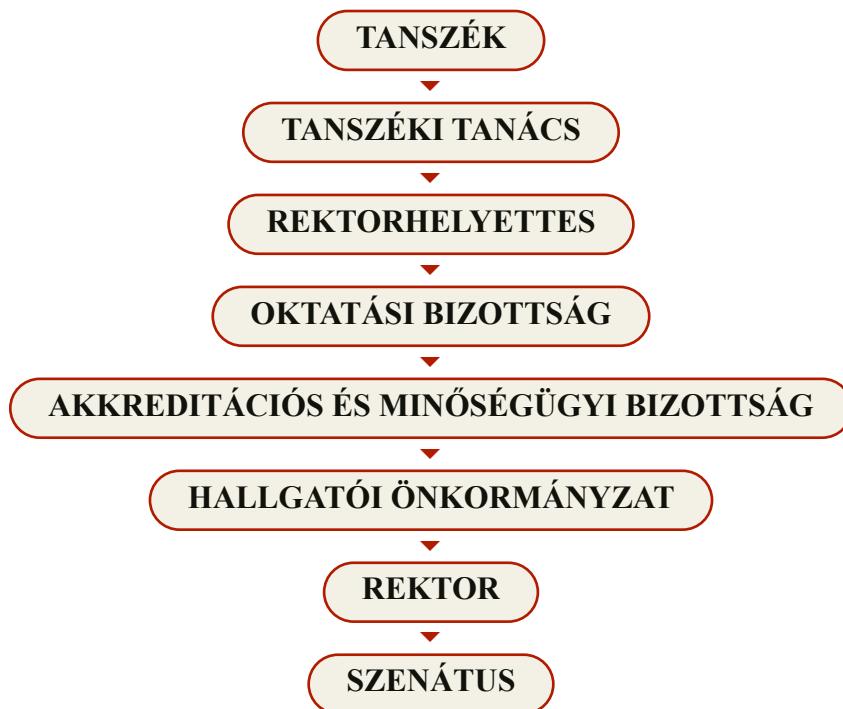 TANSZÉK
TANSZÉKI TANÁCS
REKTORHELYETTES
OKTATÁSI BIZOTTSÁG
AKKREDITÁCIÓS ÉS MINŐSÉGÜGYI BIZOTTSÁG
HALLGATÓI ÖNKORMÁNYZAT
REKTOR
SZENÁTUS